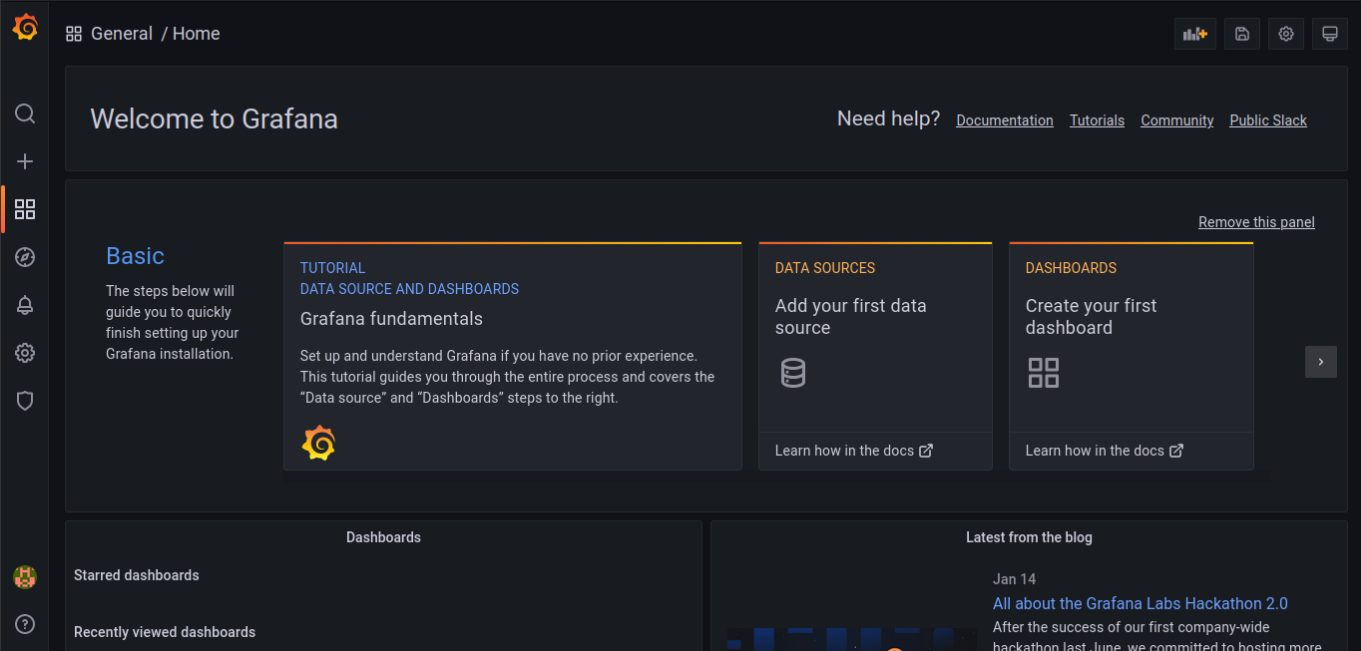 General / Home
Welcome to Grafana
Need help? Documentation Tutorials Community Public Slack
Remove this panel
Basic
The steps below will
guide you to quickly
finish setting up your
Grafana installation.
TUTORIAL
DATA SOURCE AND DASHBOARDS
Grafana fundamentals
Set up and understand Grafana if you have no prior experience.
This tutorial guides you through the entire process and covers the
“Data source” and “Dashboards” steps to the right.
DATA SOURCES
Add your first data
source
Learn how in the docs
DASHBOARDS
Create your first
dashboard
Learn how in the docs
Dashboards
Starred dashboards
Recently viewed dashboards
Latest from the blog
Jan 14
All about the Grafana Labs Hackathon 2.0
After the success of our first company-wide
hackathon last June, we committed to hosting more